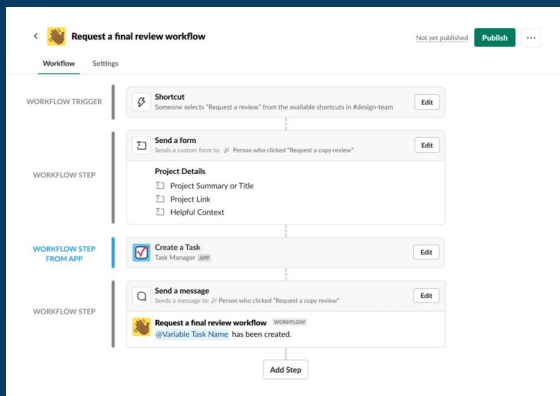 Request a final review workflow
Not yet published
Publish
Workflow
Settings
WORKFLOW TRIGGER
Shortcut
Someone selects "Request a review" from the available shortcuts in #design-team
Edit
WORKFLOW STEP
Send a form
Sends a custom form to: Person who clicked "Request a copy review"
Edit
Project Details
Project Summary or Title
Project Link
Helpful Context
WORKFLOW STEP
FROM APP
Create a Task
Task Manager APP
Edit
WORKFLOW STEP
Send a message
Sends a message to: Person who clicked "Request a copy review"
Edit
Request a final review workflow WORKFLOW
@Variable Task Name has been created.
Add Step